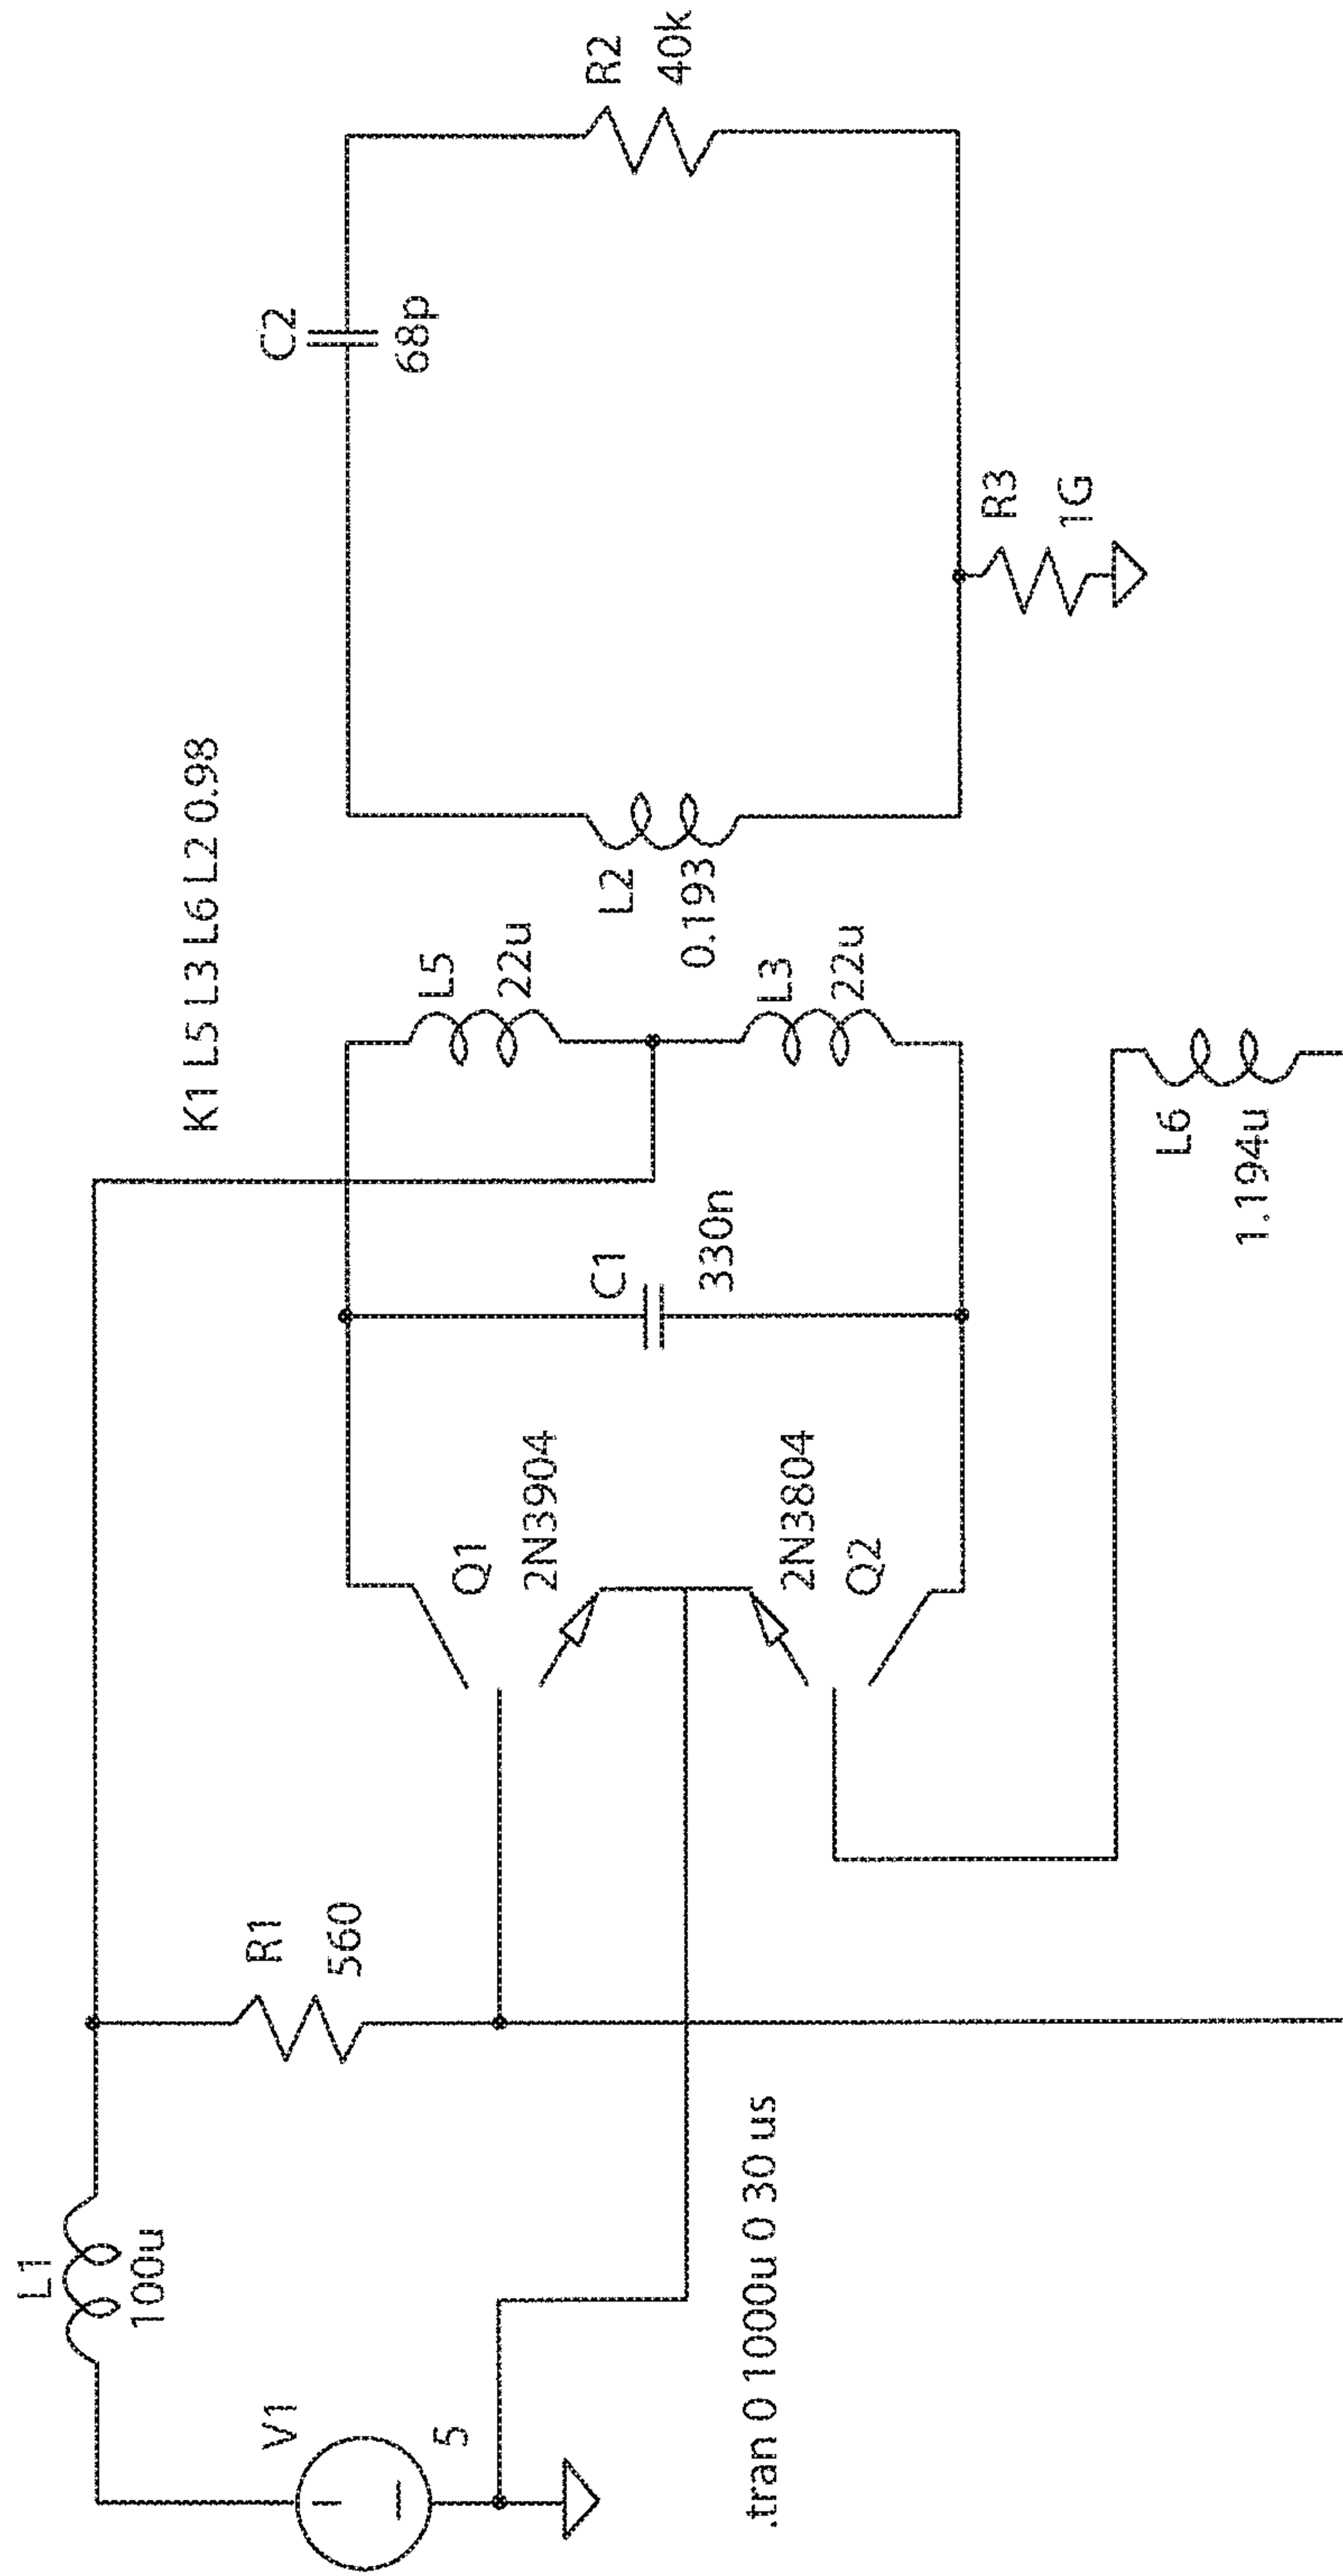 K1 L5 L3 L6 L2 0.98
L1
100u
R1
560
V1
5
Q1
2N3904
2N3804
Q2
C1
330n
L5
22u
L3
22u
L2
0.193
C2
68p
R2
40k
R3
1G
L6
1.194u
.tran 0 1000u 0 30 us